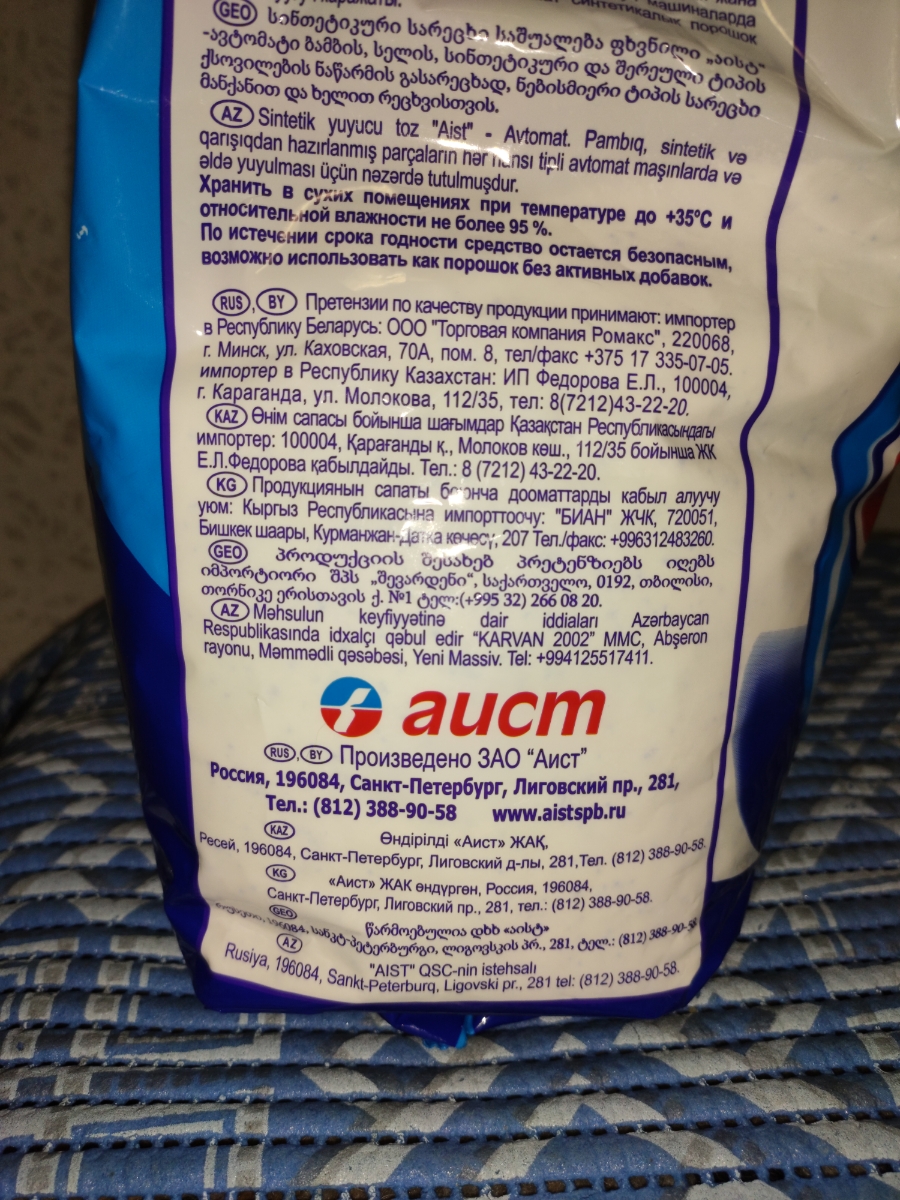 машиналарда
синтетикалық порошок
GEO სინთეტიკური სარეცხი საშუალება ფხვნილი „აისტ“
-ავტომატი ბამბის, სელის, სინთეტიკური და შერეული ტიპის
ქსოვილების ნაწარმის გასარეცხად, ნებისმიერი ტიპის სარეცხი
მანქანით და ხელით რეცხვისთვის.
AZ Sintetik yuyucu toz "Aist" - Avtomat. Pambıq, sintetik və
qarışıqdan hazırlanmış parçaların hər hansı tipli avtomat maşınlarda və
əldə yuyulması üçün nəzərdə tutulmuşdur.
Хранить в сухих помещениях при температуре до +35°С и
относительной влажности не более 95 %.
По истечении срока годности средство остается безопасным,
возможно использовать как порошок без активных добавок.
RUS, BY Претензии по качеству продукции принимают: импортер
в Республику Беларусь: ООО "Торговая компания Ромакс", 220068,
г. Минск, ул. Каховская, 70А, пом. 8, тел/факс +375 17 335-07-05.
импортер в Республику Казахстан: ИП Федорова Е.Л., 100004,
г. Караганда, ул. Молокова, 112/35, тел: 8(7212)43-22-20.
KAZ Өнім сапасы бойынша шағымдар Қазақстан Республикасындағы
импортер: 100004, Қарағанды қ., Молоков көш., 112/35 бойынша ЖК
Е.Л.Федорова қабылдайды. Тел.: 8 (7212) 43-22-20.
KG Продукциянын сапаты боюнча дооматтарды кабыл алуучу
уюм: Кыргыз Республикасына импорттоочу: "БИАН" ЖЧК, 720051,
Бишкек шаары, Курманжан-Датка көчөсү, 207 Тел./факс: +996312483260.
GEO პროდუქციის შესახებ პრეტენზიებს იღებს
იმპორტიორი შპს „შევარდენი“, საქართველო, 0192, თბილისი,
თორნიკე ერისთავის ქ. №1 ტელ:(+995 32) 266 08 20.
AZ Məhsulun keyfiyyətinə dair iddiaları Azərbaycan
Respublikasında idxalçı qəbul edir “KARVAN 2002” MMC, Abşeron
rayonu, Məmmədli qəsəbəsi, Yeni Massiv. Tel: +994125517411.
аист
RUS, BY Произведено ЗАО “Аист”
Россия, 196084, Санкт-Петербург, Лиговский пр., 281,
Тел.: (812) 388-90-58 www.aistspb.ru
KAZ Өндірілді «Аист» ЖАҚ,
Ресей, 196084, Санкт-Петербург, Лиговский д-лы, 281,Тел. (812) 388-90-58.
KG «Аист» ЖАК өндүргөн, Россия, 196084,
Санкт-Петербург, Лиговский пр., 281, тел.: (812) 388-90-58.
GEO წარმოებულია დხხ «აისტ»
196084, სანკტ-პეტერბურგი, ლიგოვსკის პრ., 281, ტელ.: (812) 388-90-58
AZ "AIST" QSC-nin istehsalı
Rusiya, 196084, Sankt-Peterburq, Ligovski pr., 281 tel: (812) 388-90-58.